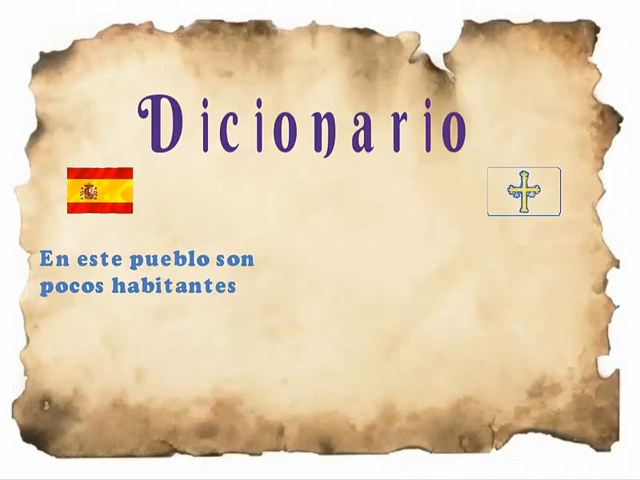 Dicionario
En este pueblo son
pocos habitantes